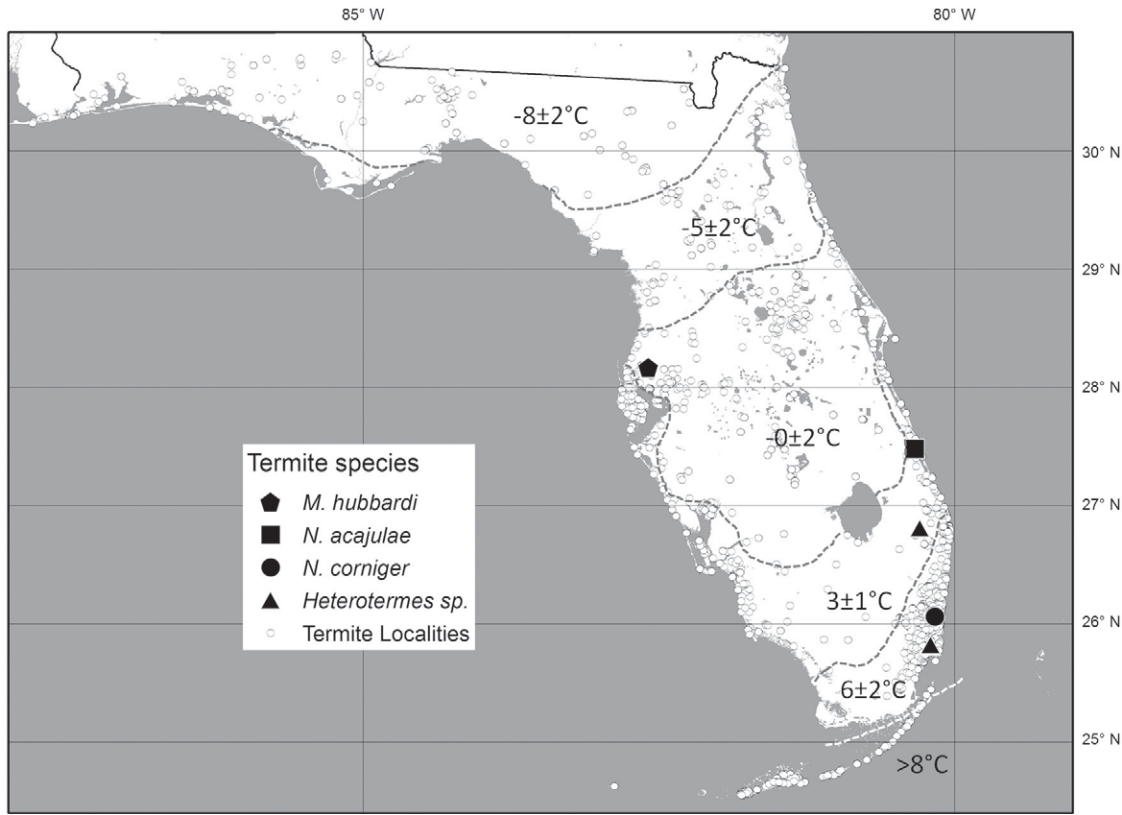 85° W
80° W
-8±2°C
30° N
-5±2°C
29° N
28° N
-0±2°C
Termite species
M. hubbardi
27° N
N. acajulae
N. corniger
Heterotermes sp.
3±1°C
Termite Localities
26° N
6±2°C
25° N
>8°C